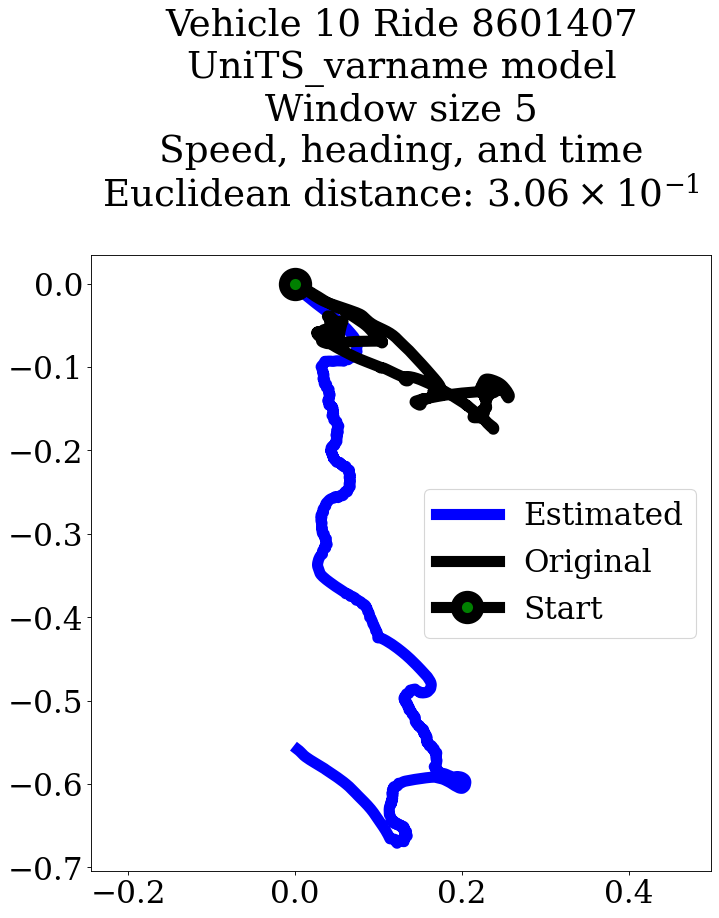 Vehicle 10 Ride 8601407
UniTS_varname model
Window size 5
Speed, heading, and time
Euclidean distance: 3.06 × 10⁻¹
0.0
−0.1
−0.2
−0.3
−0.4
−0.5
−0.6
−0.7
Estimated
Original
Start
−0.2 0.0 0.2 0.4